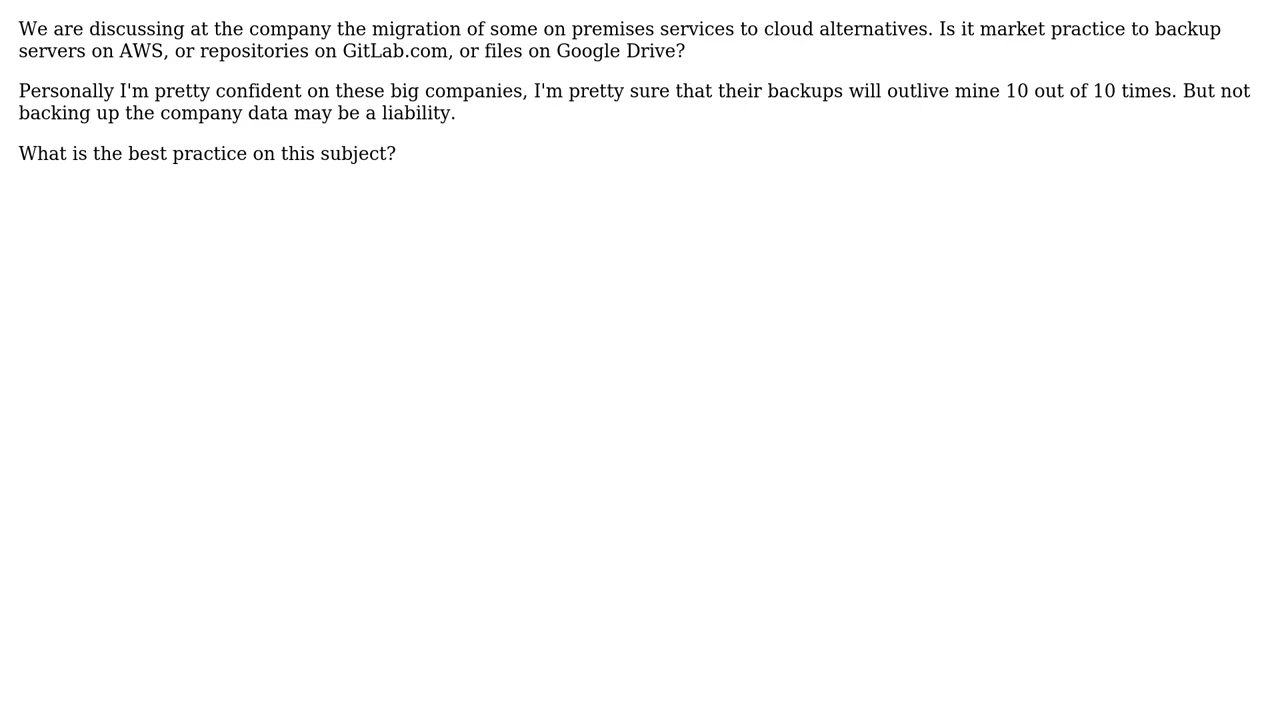 We are discussing at the company the migration of some on premises services to cloud alternatives. Is it market practice to backup
servers on AWS, or repositories on GitLab.com, or files on Google Drive?
Personally I'm pretty confident on these big companies, I'm pretty sure that their backups will outlive mine 10 out of 10 times. But not
backing up the company data may be a liability.
What is the best practice on this subject?